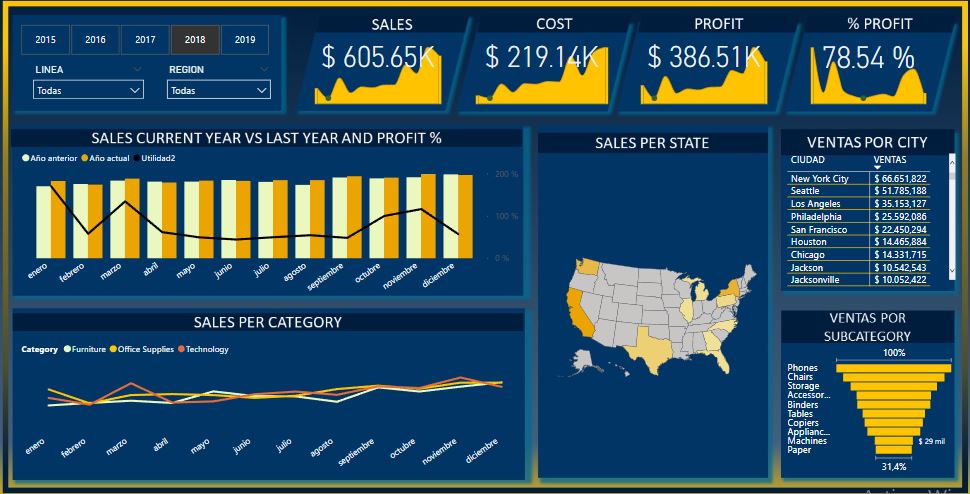 2015 2016 2017 2018 2019
LINEA REGION
Todas Todas
SALES
$ 605.65K
COST
$ 219.14K
PROFIT
$ 386.51K
% PROFIT
78.54 %
SALES CURRENT YEAR VS LAST YEAR AND PROFIT %
Año anterior Año actual Utilidad2
200 %
100 %
0 %
enero febrero marzo abril mayo junio julio agosto septiembre octubre noviembre diciembre
SALES PER CATEGORY
Category Furniture Office Supplies Technology
enero febrero marzo abril mayo junio julio agosto septiembre octubre noviembre diciembre
SALES PER STATE
VENTAS POR CITY
CIUDAD VENTAS
New York City $ 66.651,822
Seattle $ 51.785,188
Los Angeles $ 35.153,127
Philadelphia $ 25.592,086
San Francisco $ 22.450,294
Houston $ 14.465,884
Chicago $ 14.331,715
Jackson $ 10.542,543
Jacksonville $ 10.052,422
VENTAS POR
SUBCATEGORY
100%
Phones
Chairs
Storage
Accessor...
Binders
Tables
Copiers
Applianc...
Machines $ 29 mil
Paper
31,4%